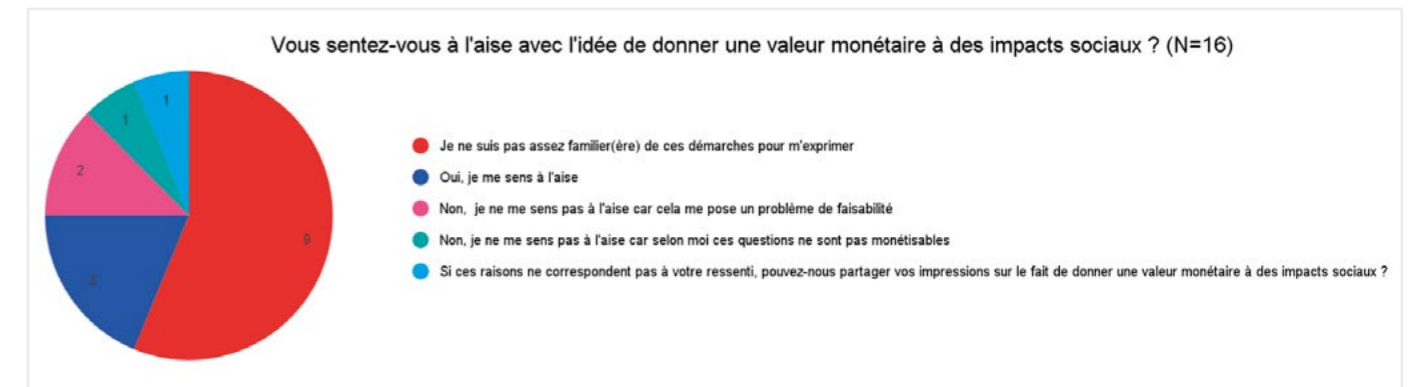 Vous sentez-vous à l'aise avec l'idée de donner une valeur monétaire à des impacts sociaux ? (N=16)
1
1
2
3
9
Je ne suis pas assez familier(ère) de ces démarches pour m'exprimer
Oui, je me sens à l'aise
Non,  je ne me sens pas à l'aise car cela me pose un problème de faisabilité
Non, je ne me sens pas à l'aise car selon moi ces questions ne sont pas monétisables
Si ces raisons ne correspondent pas à votre ressenti, pouvez-nous partager vos impressions sur le fait de donner une valeur monétaire à des impacts sociaux ?